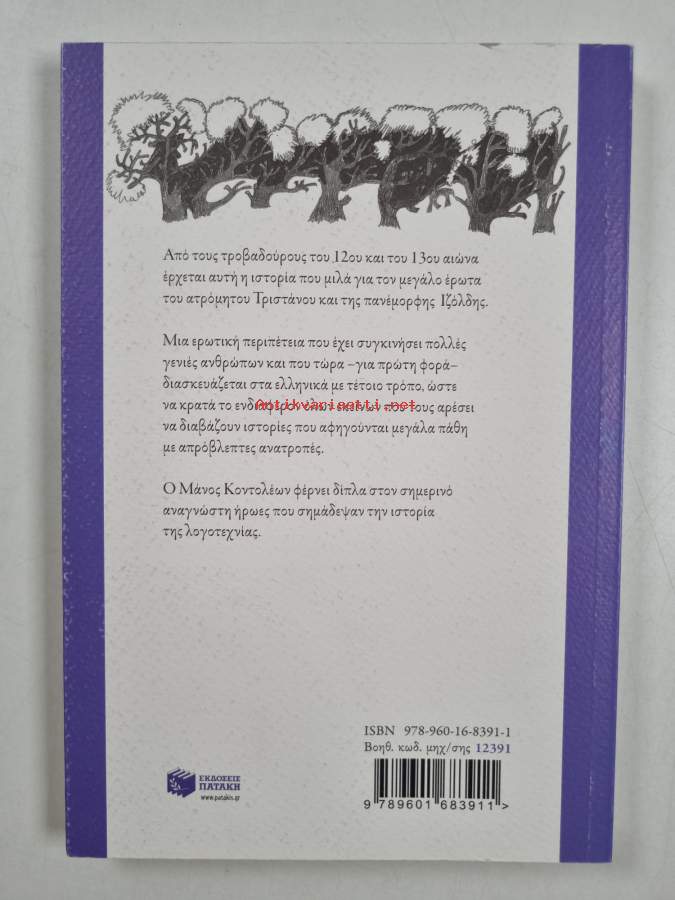 Από τους τροβαδούρους του 12ου και του 13ου αιώνα
έρχεται αυτή η ιστορία που μιλά για τον μεγάλο έρωτα
του ατρόμητου Τριστάνου και της πανέμορφης Ιζόλδης.
Μια ερωτική περιπέτεια που έχει συγκινήσει πολλές
γενιές ανθρώπων και που τώρα –για πρώτη φορά–
διασκευάζεται στα ελληνικά με τέτοιο τρόπο, ώστε
να κρατά το ενδιαφέρον όλων εκείνων που τους αρέσει
Antikvariaatti.net
να διαβάζουν ιστορίες που αφηγούνται μεγάλα πάθη
με απρόβλεπτες ανατροπές.
Ο Μάνος Κοντολέων φέρνει δίπλα στον σημερινό
αναγνώστη ήρωες που σημάδεψαν την ιστορία
της λογοτεχνίας.
ISBN 978-960-16-8391-1
Βοηθ. κωδ. μηχ/σης 12391
ΕΚΔΟΣΕΙΣ
ΠΑΤΑΚΗ
www.patakis.gr
9 789601 683911 >